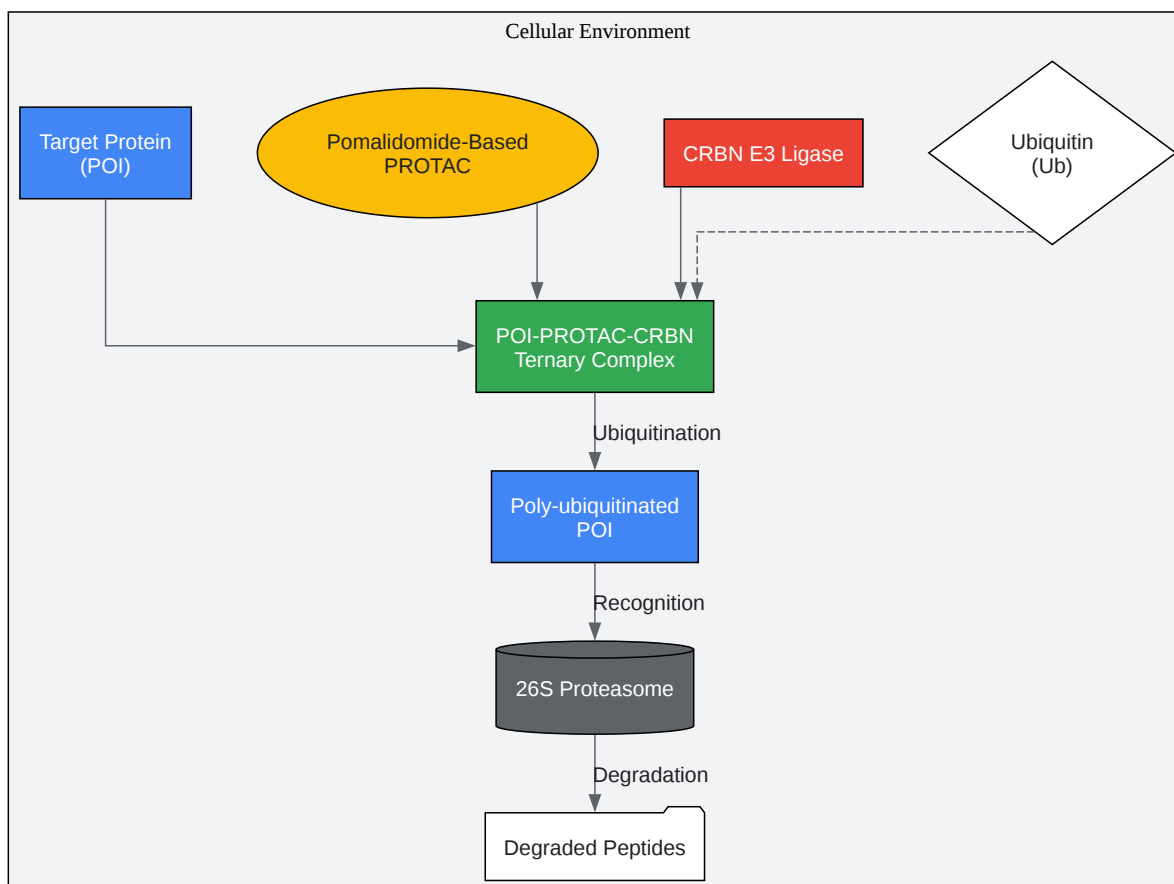 Cellular Environment
Target Protein
(POI)
Pomalidomide-Based
PROTAC
CRBN E3 Ligase
Ubiquitin
(Ub)
POI-PROTAC-CRBN
Ternary Complex
Ubiquitination
Poly-ubiquitinated
POI
Recognition
26S Proteasome
Degradation
Degraded Peptides